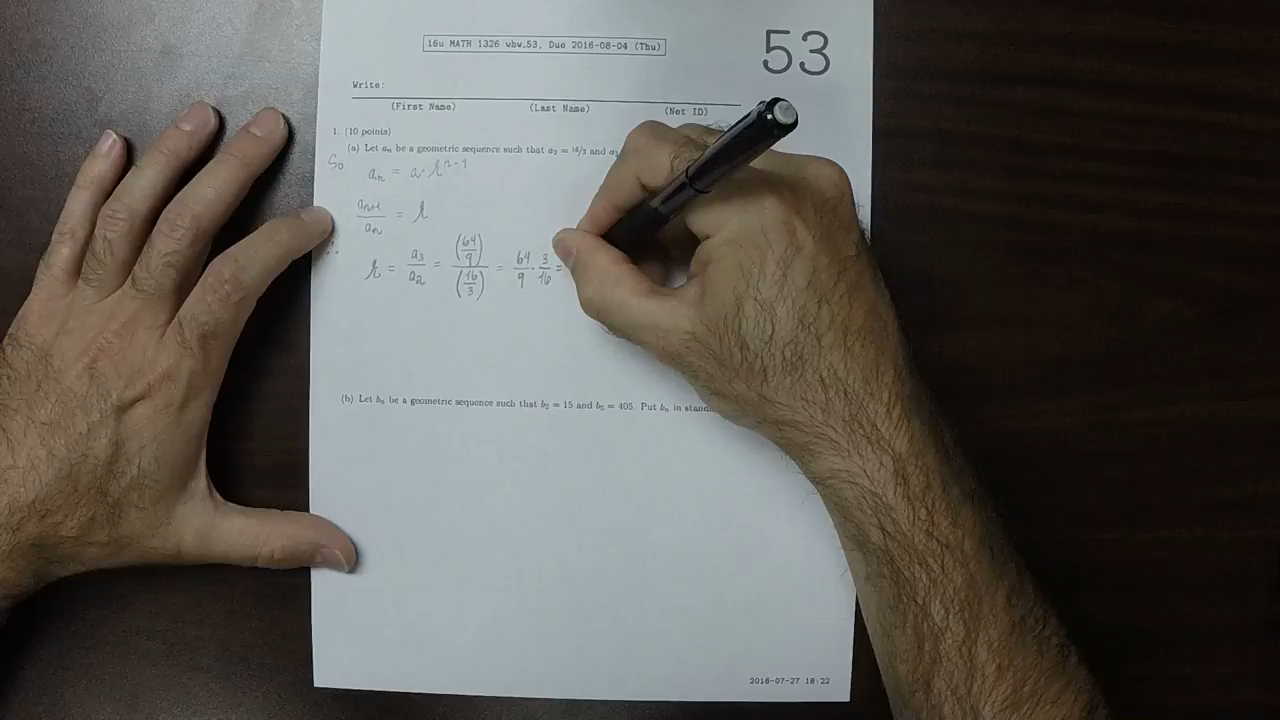 16u MATH 1326 wbw_53, Due 2016-08-04 (Thu)
53
Write:
(First Name) (Last Name) (Net ID)
1. (10 points)
(a) Let aₙ be a geometric sequence such that a₂ = 16/3 and a₃
So aₙ = a·r^(n-1)
aₙ₊₁/aₙ = r
∴ r = a₃/a₂ = (64/9)/(16/3) = 64/9 · 3/16 =
(b) Let bₙ be a geometric sequence such that b₂ = 15 and b₅ = 405. Put bₙ in
2016-07-27 18:22